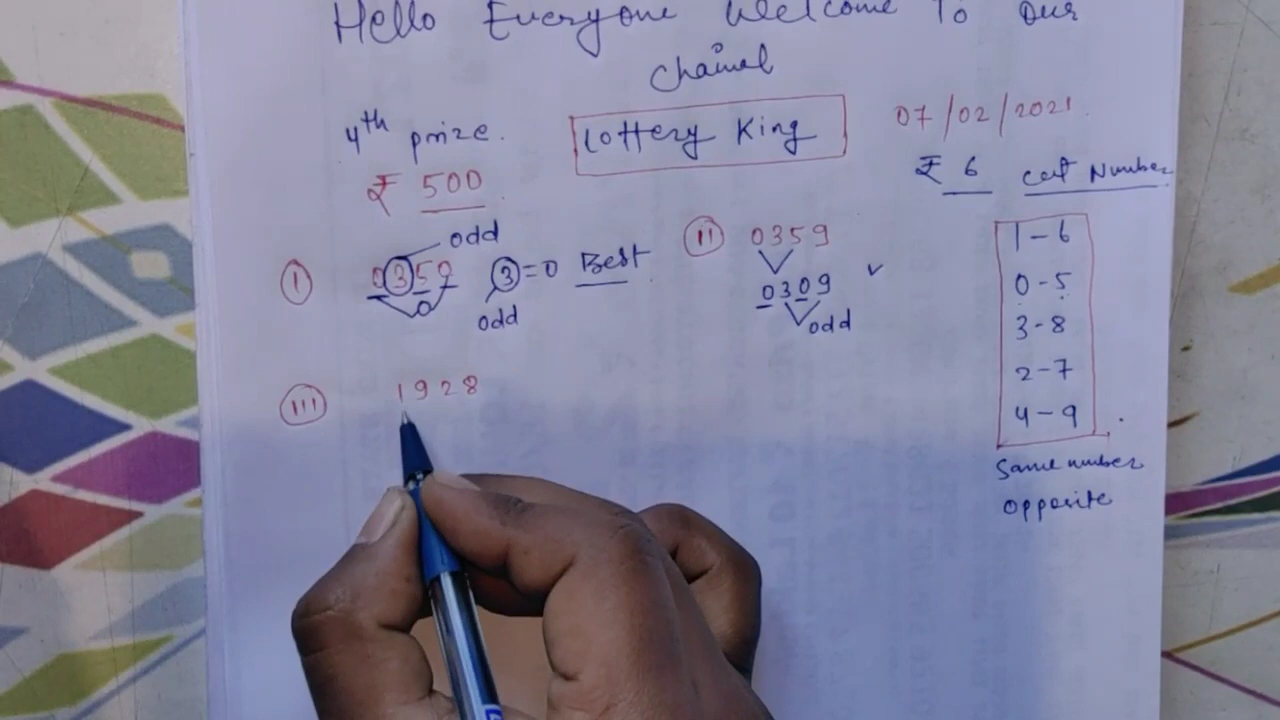 Hello Everyone Welcome To Our
Chainal
4th prize.
Lottery King
07/02/2021.
₹ 500
₹ 6 Cut Number
odd
I 0359 3=0 Best
odd
II 0359
0309 ✓
odd
1-6
0-5
3-8
2-7
4-9
Same number
opposite
III 1928